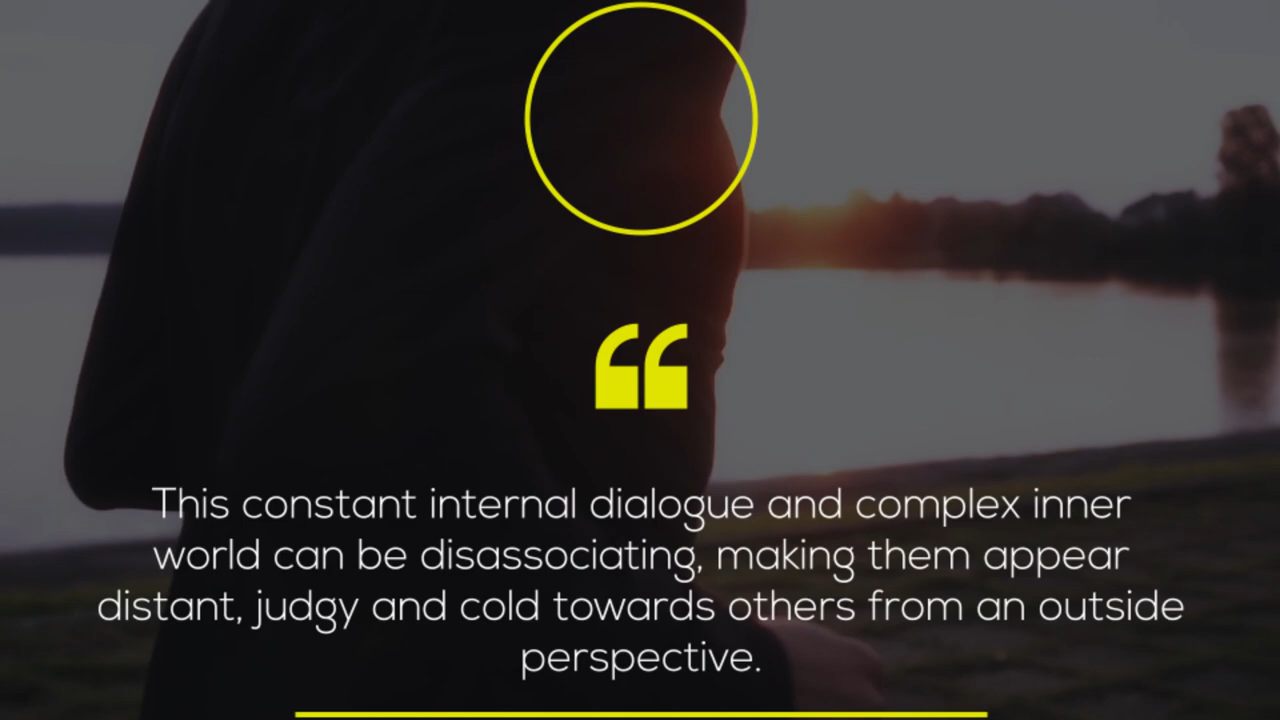 “
This constant internal dialogue and complex inner
world can be disassociating, making them appear
distant, judgy and cold towards others from an outside
perspective.